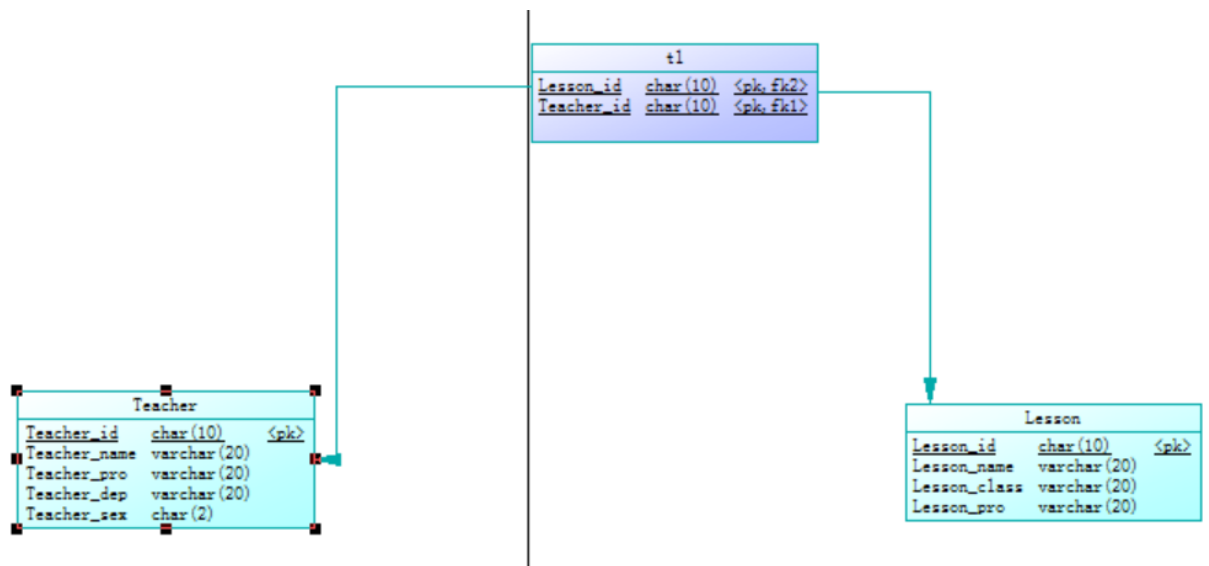 t1
Lesson_id char(10) <pk,fk2>
Teacher_id char(10) <pk,fk1>
Teacher
Teacher_id char(10) <pk>
Teacher_name varchar(20)
Teacher_pro varchar(20)
Teacher_dep varchar(20)
Teacher_sex char(2)
Lesson
Lesson_id char(10) <pk>
Lesson_name varchar(20)
Lesson_class varchar(20)
Lesson_pro varchar(20)